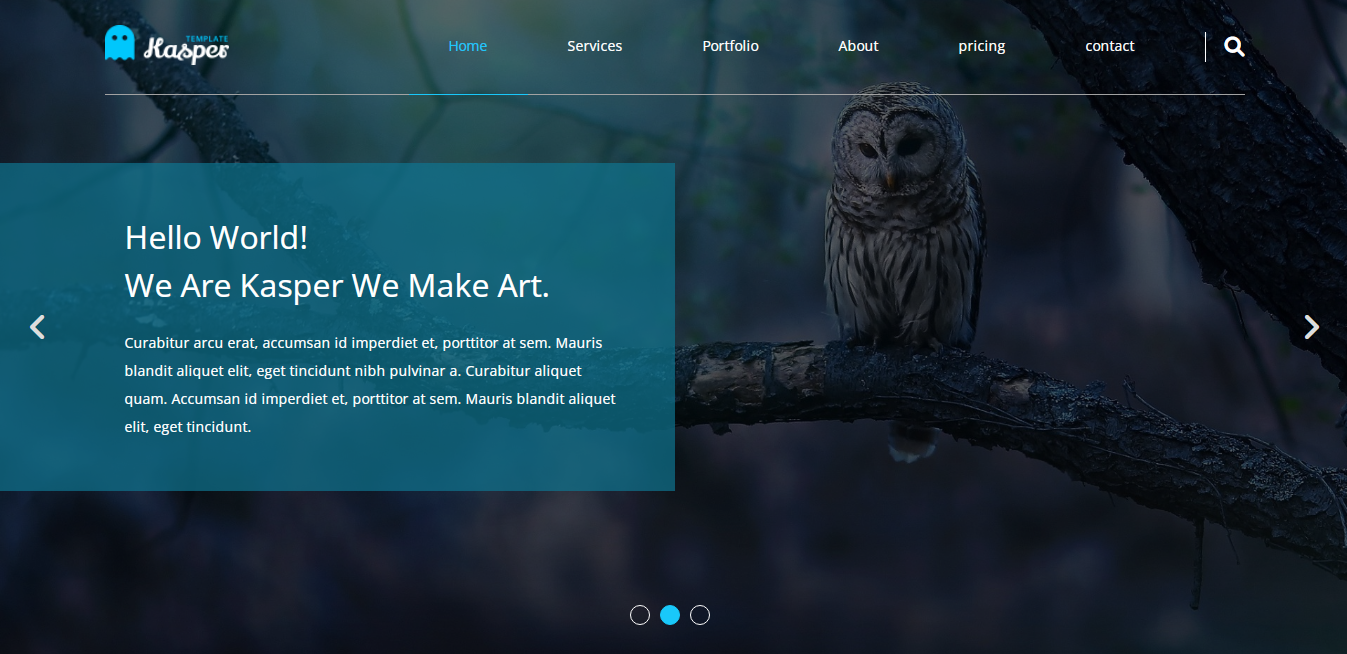 TEMPLATE
Kasper
Home Services Portfolio About pricing contact
Hello World!
We Are Kasper We Make Art.
Curabitur arcu erat, accumsan id imperdiet et, porttitor at sem. Mauris
blandit aliquet elit, eget tincidunt nibh pulvinar a. Curabitur aliquet
quam. Accumsan id imperdiet et, porttitor at sem. Mauris blandit aliquet
elit, eget tincidunt.